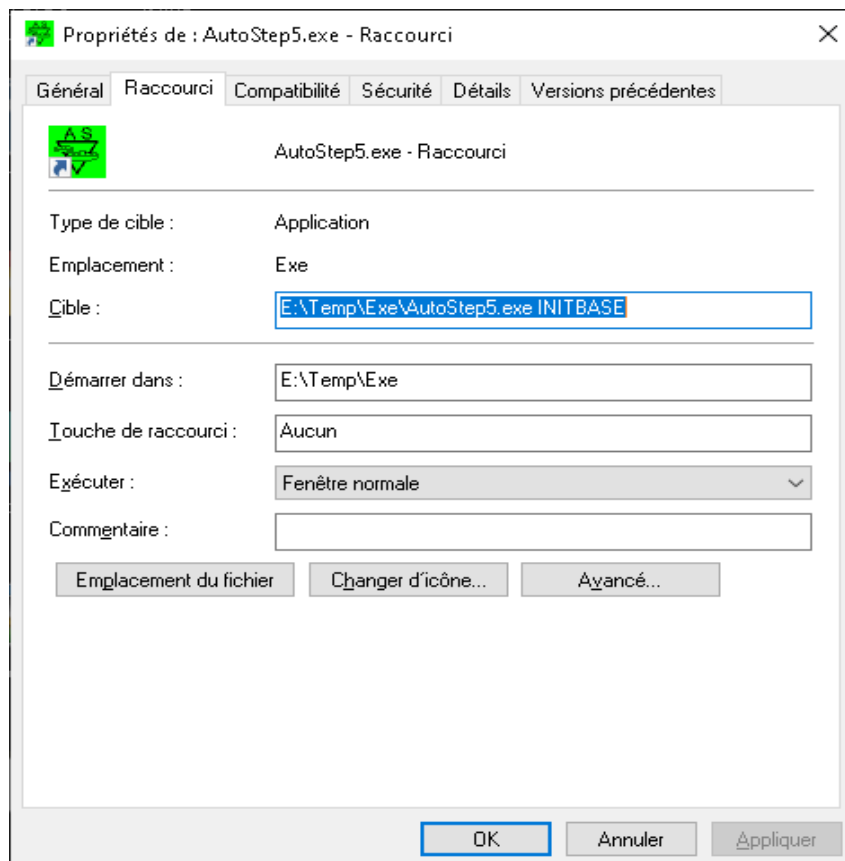 Propriétés de : AutoStep5.exe - Raccourci
Général Raccourci Compatibilité Sécurité Détails Versions précédentes
A S
AutoStep5.exe - Raccourci
Type de cible : Application
Emplacement : Exe
Cible : E:\Temp\Exe\AutoStep5.exe INITBASE
Démarrer dans : E:\Temp\Exe
Touche de raccourci : Aucun
Exécuter : Fenêtre normale
Commentaire :
Emplacement du fichier Changer d'icône... Avancé...
OK Annuler Appliquer